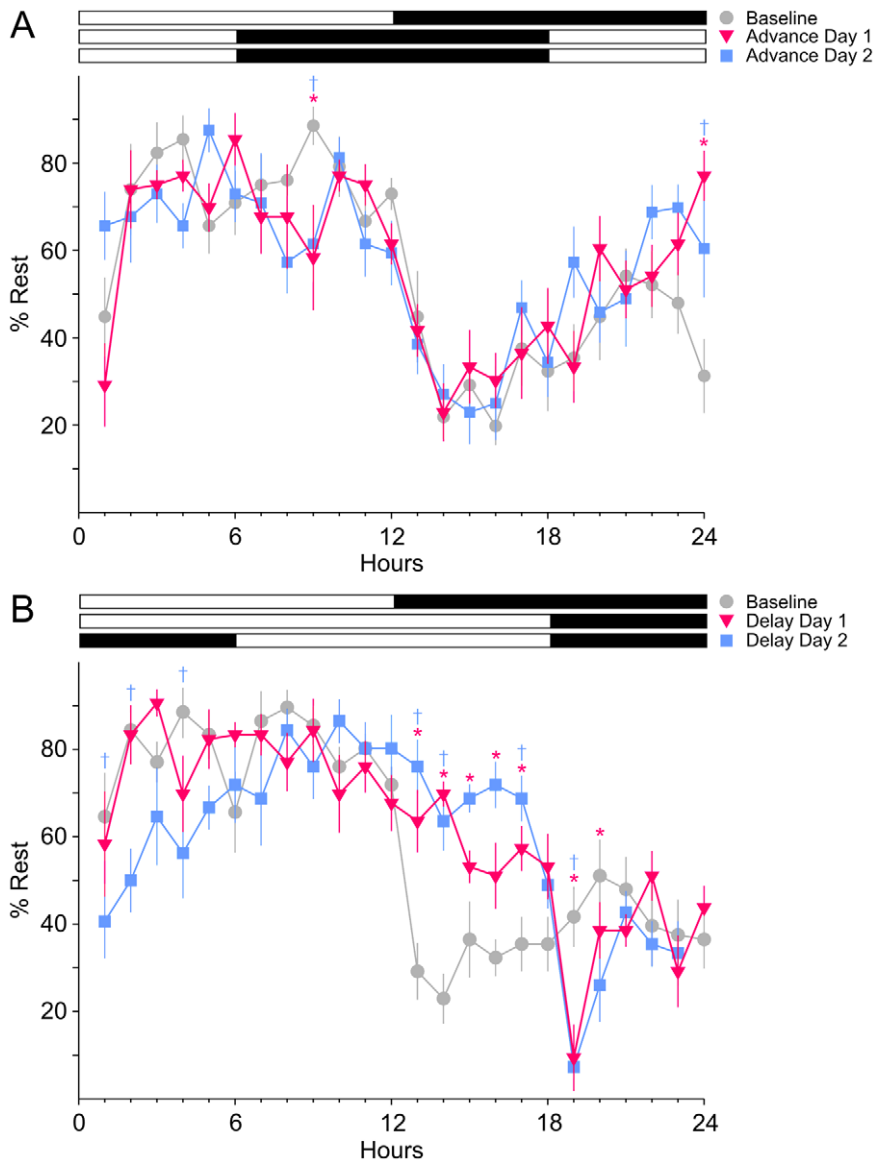 A
Baseline
Advance Day 1
Advance Day 2
† †
* *
80
60
40
20
% Rest
0 6 12 18 24
Hours
B
Baseline
Delay Day 1
Delay Day 2
† † † † † † †
* * * * * * *
80
60
40
20
% Rest
0 6 12 18 24
Hours